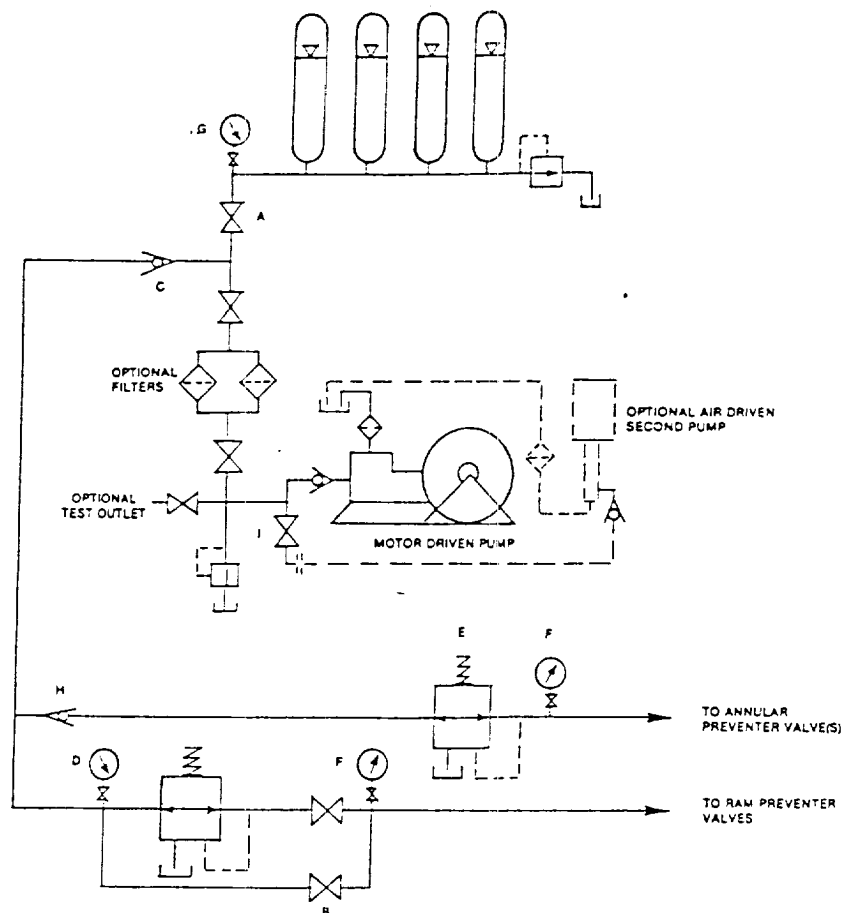 G
A
C
OPTIONAL
FILTERS
OPTIONAL AIR DRIVEN
SECOND PUMP
OPTIONAL
TEST OUTLET
I
MOTOR DRIVEN PUMP
E
F
H
TO ANNULAR
PREVENTER VALVE(S)
D
F
TO RAM PREVENTER
VALVES
B